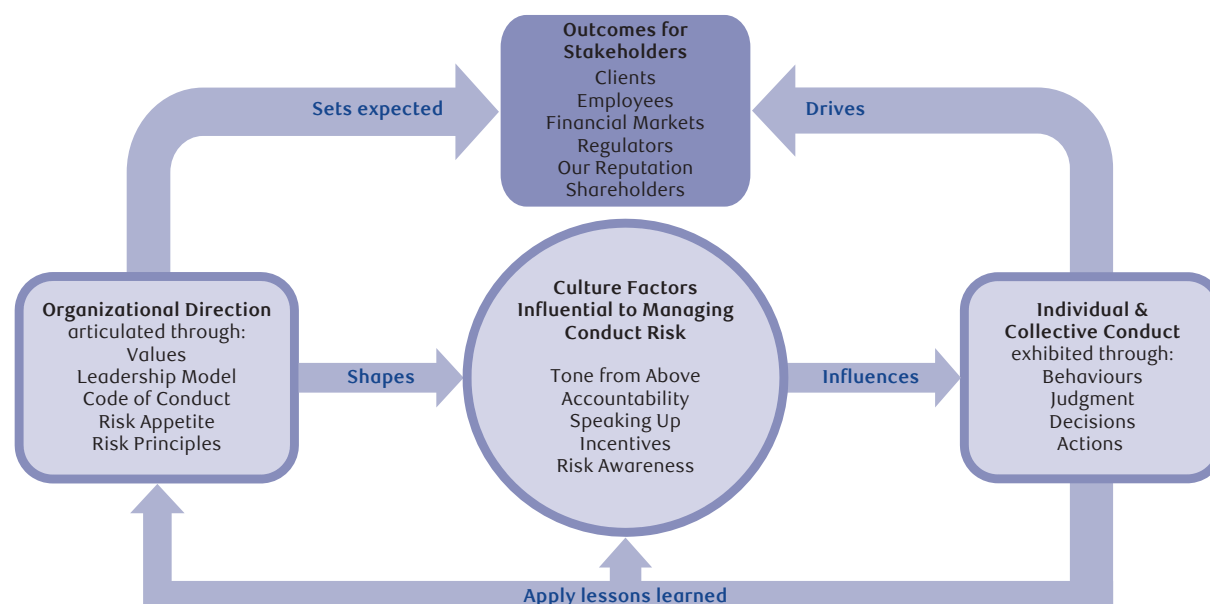 Outcomes for
Stakeholders
Clients
Employees
Financial Markets
Regulators
Our Reputation
Shareholders
Sets expected
Drives
Organizational Direction
articulated through:
Values
Leadership Model
Code of Conduct
Risk Appetite
Risk Principles
Shapes
Culture Factors
Influential to Managing
Conduct Risk
Tone from Above
Accountability
Speaking Up
Incentives
Risk Awareness
Influences
Individual &
Collective Conduct
exhibited through:
Behaviours
Judgment
Decisions
Actions
Apply lessons learned